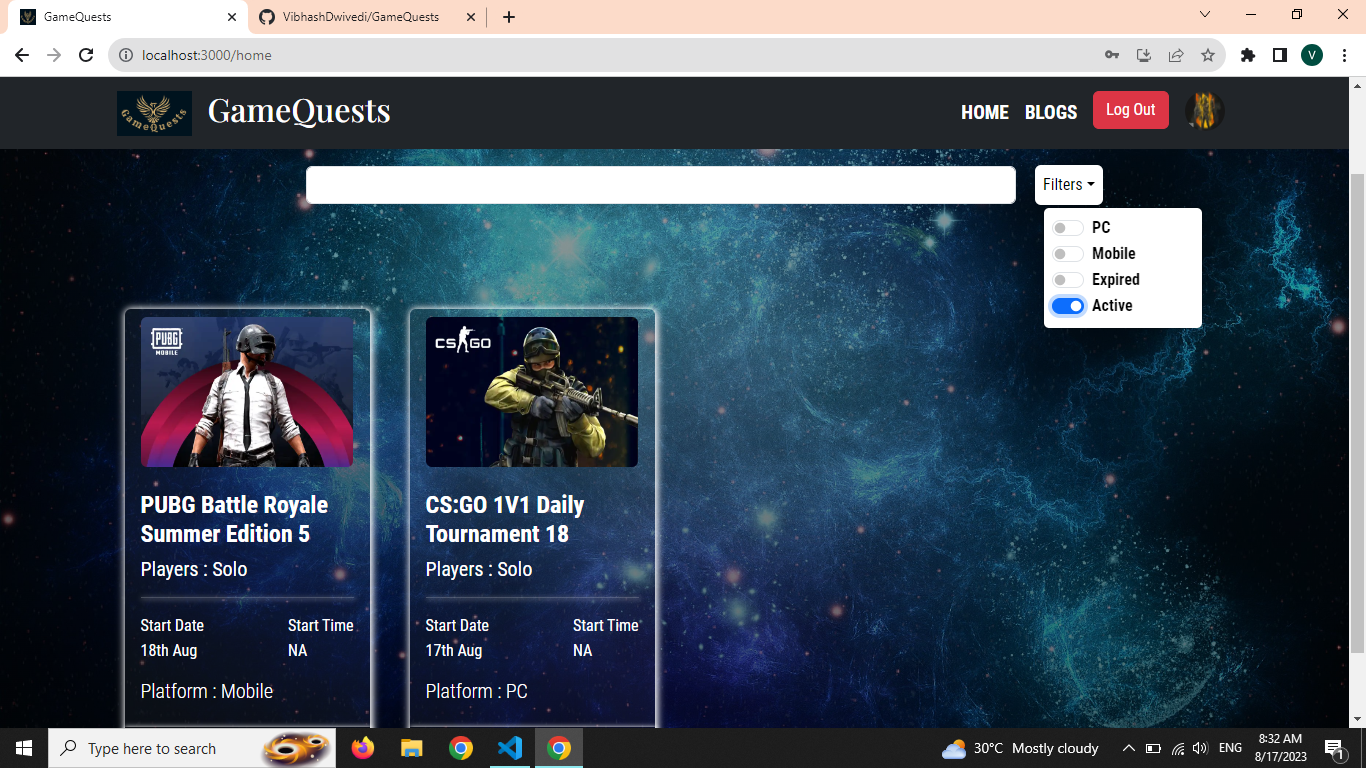 GameQuests
VibhashDwivedi/GameQuests
localhost:3000/home
V
GameQuests
GameQuests
HOME
BLOGS
Log Out
Filters
PC
Mobile
Expired
Active
PUBG
MOBILE
CS GO
PUBG Battle Royale
Summer Edition 5
Players : Solo
Start Date
Start Time
18th Aug
NA
Platform : Mobile
CS:GO 1V1 Daily
Tournament 18
Players : Solo
Start Date
Start Time
17th Aug
NA
Platform : PC
Type here to search
30°C Mostly cloudy
ENG
8:32 AM
8/17/2023
1